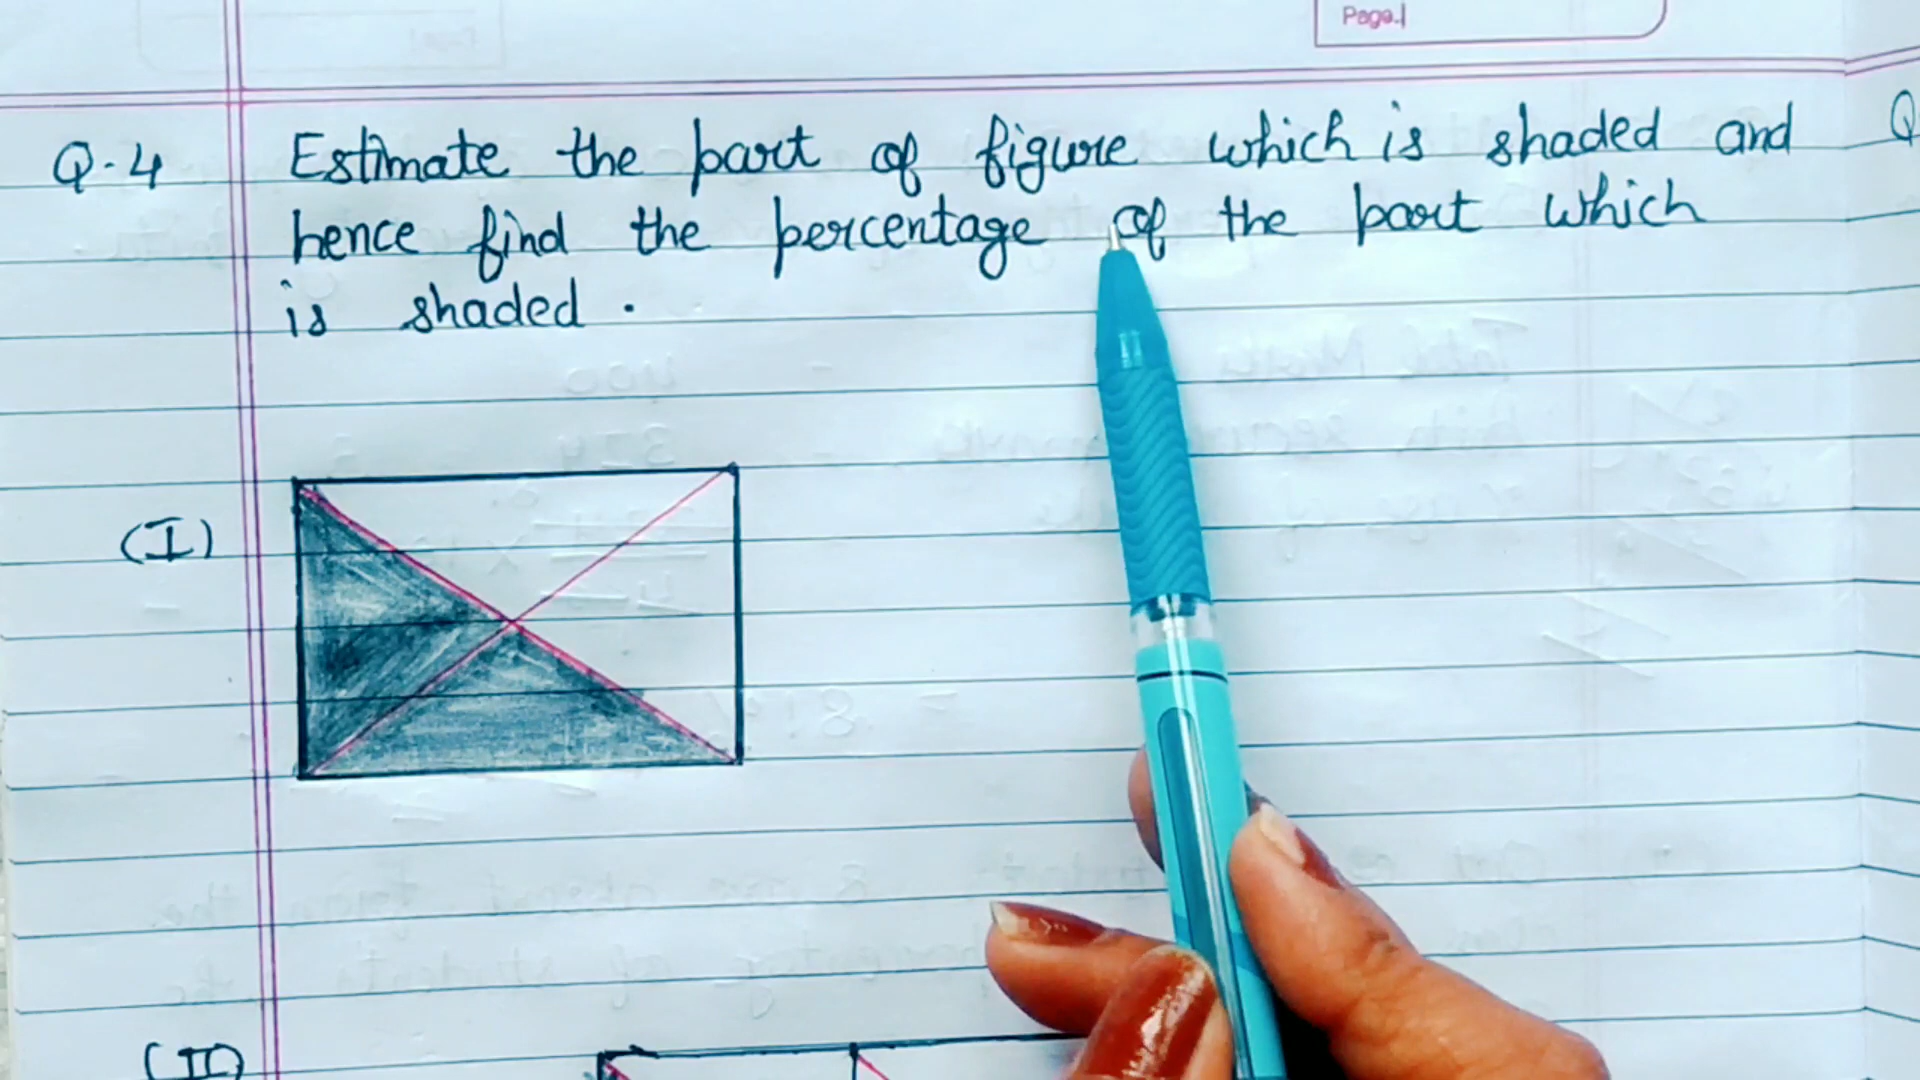 Page.
Q.4 Estimate the part of figure which is shaded and
hence find the percentage of the part which
is shaded.
(I)
(II)